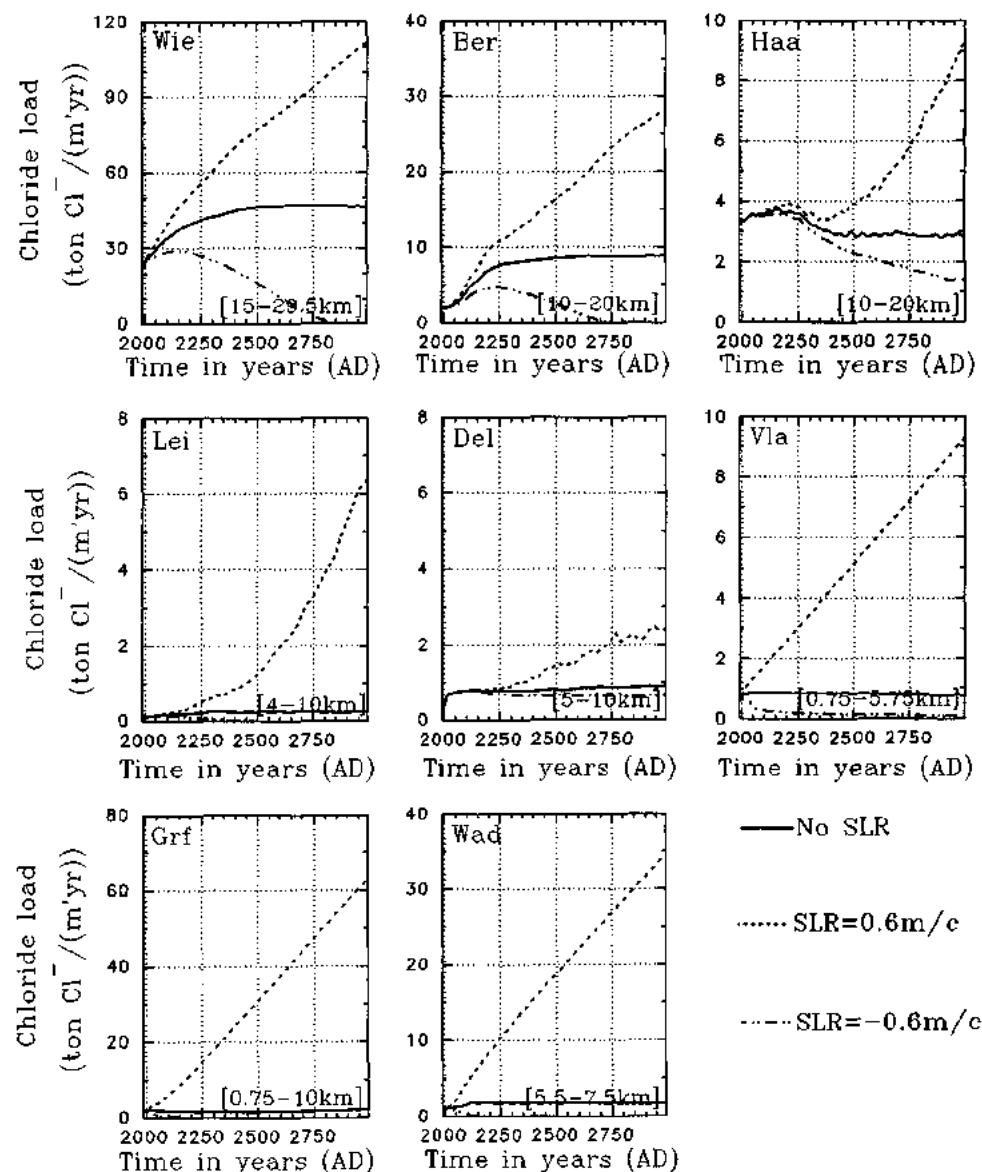 Wie
Chloride load
(ton Cl⁻/(m'yr))
120
90
60
30
0
[15-29.5km]
2000 2250 2750
Time in years (AD)
Ber
40
30
20
10
0
[10-20km]
2000 2250 2750
Time in years (AD)
Haa
10
8
6
4
2
0
[10-20km]
2000 2250 2750
Time in years (AD)
Lei
Chloride load
(ton Cl⁻/(m'yr))
8
6
4
2
0
[4-10km]
2000 2250 2500 2750
Time in years (AD)
Del
8
6
4
2
0
[5-10km]
2000 2250 2500 2750
Time in years (AD)
Vla
10
8
6
4
2
0
[0.75-5.75km]
2000 2250 2500 2750
Time in years (AD)
Grf
Chloride load
(ton Cl⁻/(m'yr))
80
60
40
20
0
[0.75-10km]
2000 2250 2500 2750
Time in years (AD)
Wad
40
30
20
10
0
[5.5-7.5km]
2000 2250 2500 2750
Time in years (AD)
No SLR
SLR=0.6m/c
SLR=-0.6m/c